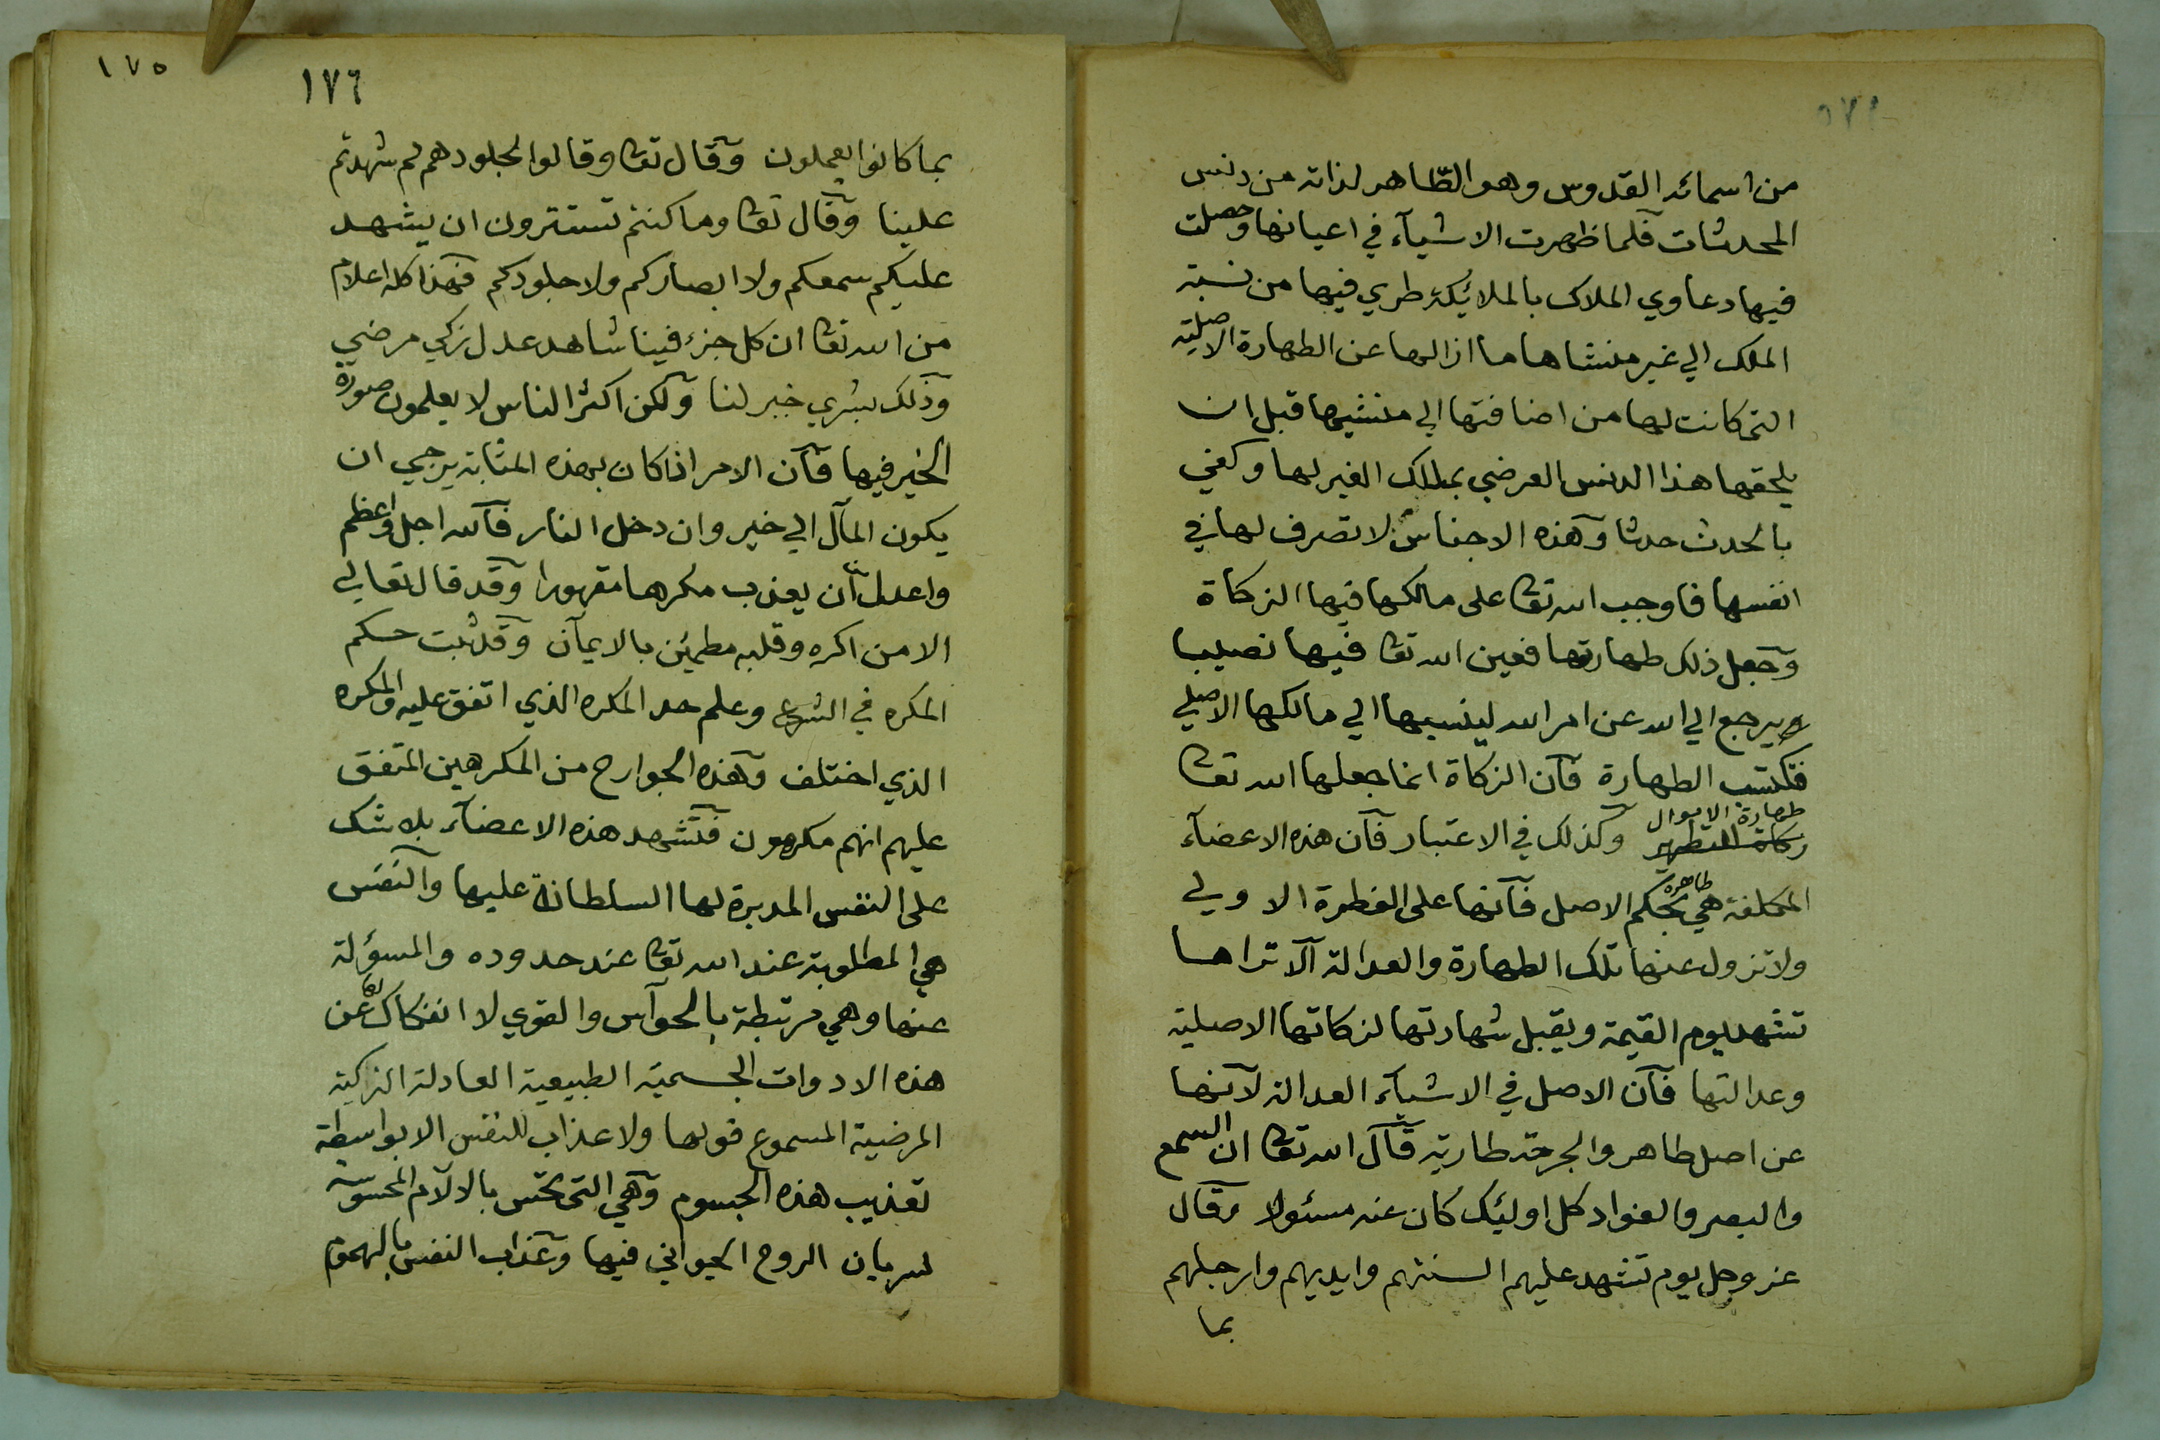 من اسمائه القدوس وهو الطاهر لذاته من دنس
المحدثات فلما ظهرت الاشيآء في اعيانها وحصلت
فيها دعاوي الملاك بالملائكة طري فيها من نسبة
الملك الي غير منشاها ما ازالها عن الطهارة الاصلية
التي كانت لها من اضافتها الي منشيها قبل ان
يلحقها هذا الدنس العرضي بملك الغير لها وكفي
بالحدث حدثا وهذه الاجناس لا تصرف لها في
انفسها فاوجب الله تعا على مالكها فيها الزكاة
وجعل ذلك طهارتها فعين الله تعا فيها نصيبا
يرجع الي الله عن امر الله لينسبها الي مالكها الاصلي
فتكتسب الطهارة فان الزكاة انما جعلها الله تعا
طهارة الاموال وكذلك في الاعتبار فان هذه الاعضآء
المكلفة هي طاهرة بحكم الاصل فانها على الفطرة الاولي
ولا تزول عنها تلك الطهارة والعدالة الا تراها
تشهد يوم القيمة ويقبل شهادتها لزكاتها الاصلية
وعدالتها فان الاصل في الاشيآء العدالة لانها
عن اصل طاهر والجرحة طارية قال الله تعا ان السمع
والبصر والفواد كل اوليك كان عنه مسئولا وقال
عز وجل يوم تشهد عليهم السنتهم وايديهم وارجلهم
بما
١٧٥
١٧٦
بما كانوا يعملون وقال تعا وقالوا لجلودهم لم شهدتم
علينا وقال تعا وما كنتم تستترون ان يشهد
عليكم سمعكم ولا ابصاركم ولا جلودكم فهذا كله اعلام
من الله تعا ان كل جزء فينا شاهد عدل زكي مرضي
وذلك بشري خير لنا ولكن اكثر الناس لا يعلمون صورة
الخير فيها فان الامر اذا كان بهذه المثابة يرجي ان
يكون المآل الي خير وان دخل النار فالله اجل واعظم
واعدل ان يعذب مكرها مقهورا وقد قال تعالي
الا من اكره وقلبه مطمئن بالايمان وقد ثبت حكم
المكره في الشرع وعلم حد المكره الذي اتفق عليه والمكره
الذي اختلف وهذه الجوارح من المكرهين المتفق
عليهم انهم مكرهون فتشهد هذه الاعضآء بلا شك
على النفس المدبرة لها السلطانة عليها والنفس
هي المطلوبة عند الله تعا عند حدوده والمسؤلة
عنها وهي مرتبطة بالحوآس والقوي لا انفكاك لها عن
هذه الادوات الجسمية الطبيعية العادلة الزكية
المرضية المسموع قولها ولا عذاب للنفس الا بواسطة
تعذيب هذه الجسوم وهي التي تحس بالالآم المحسوسة
لسريان الروح الحيواني فيها وعذاب النفس بالهموم